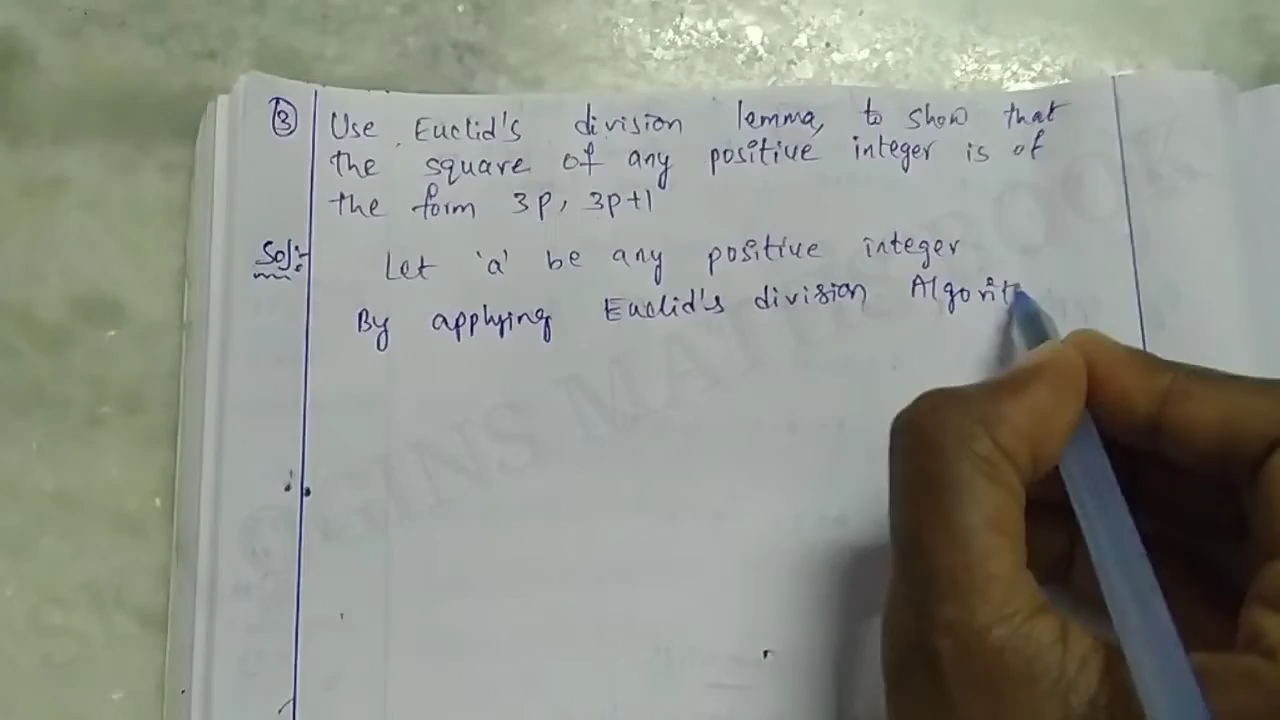 ③ Use Euclid's division lemma, to show that
the square of any positive integer is of
the form 3p, 3p+1
Sol:- Let 'a' be any positive integer
By applying Euclid's division Algorit